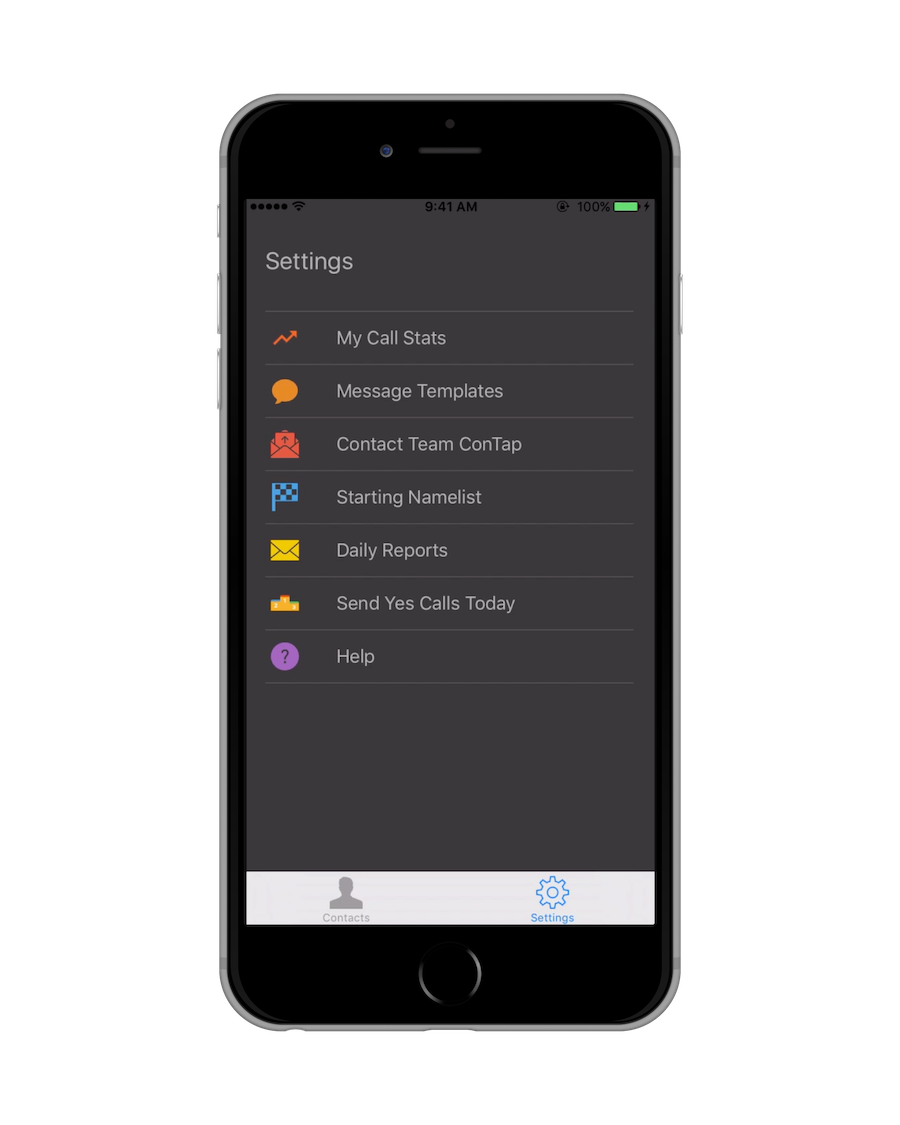 9:41 AM 100%
Settings
My Call Stats
Message Templates
Contact Team ConTap
Starting Namelist
Daily Reports
Send Yes Calls Today
? Help
Contacts Settings